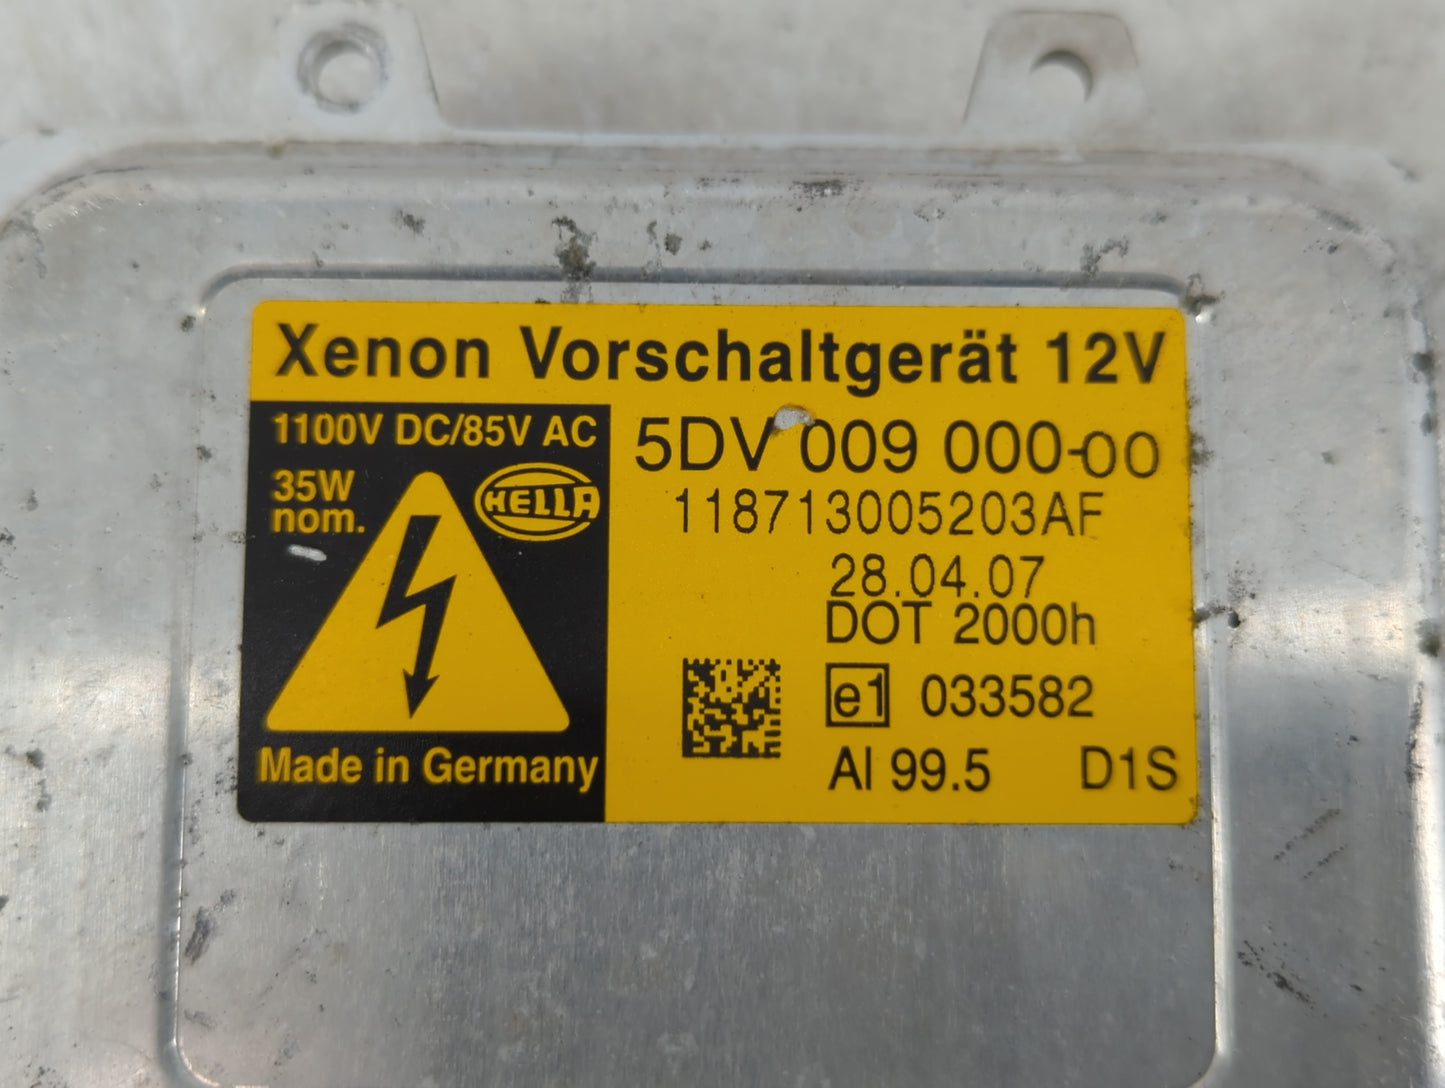 Xenon Vorschaltgerät 12V
1100V DC/85V AC
35W
nom.
HELLA
Made in Germany
5DV 009 000-00
118713005203AF
28.04.07
DOT 2000h
e1 033582
Al 99.5 D1S